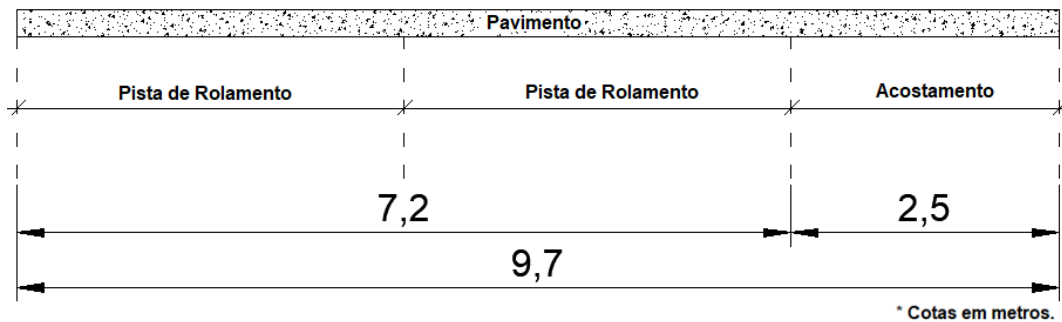 Pavimento
Pista de Rolamento
Pista de Rolamento
Acostamento
7,2
2,5
9,7
* Cotas em metros.